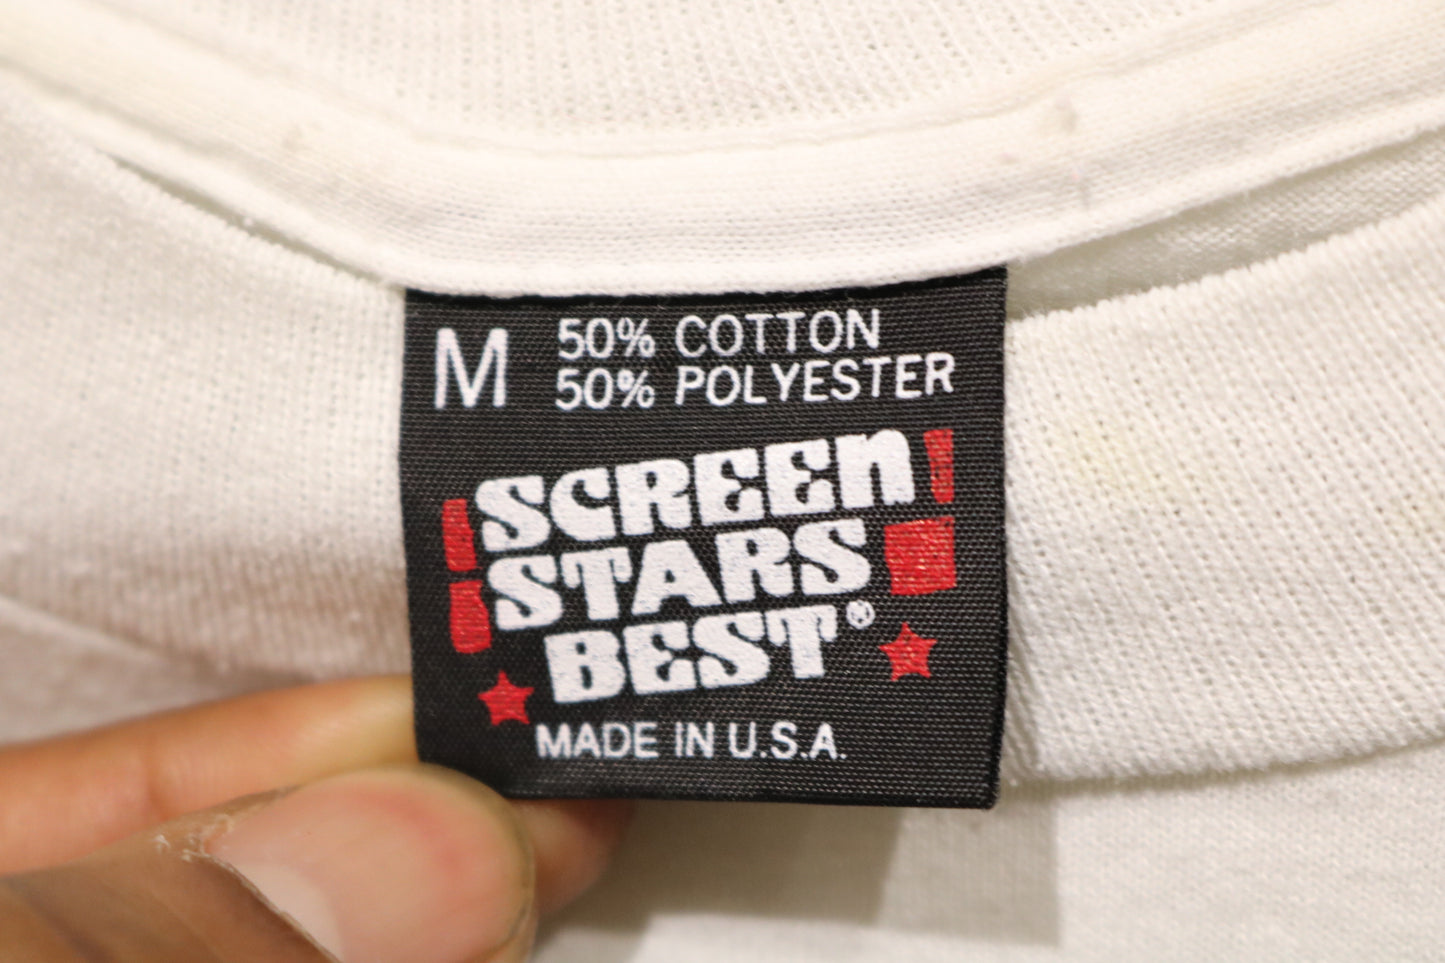 M 50% COTTON
50% POLYESTER
SCREEN
STARS
BEST®
MADE IN U.S.A.